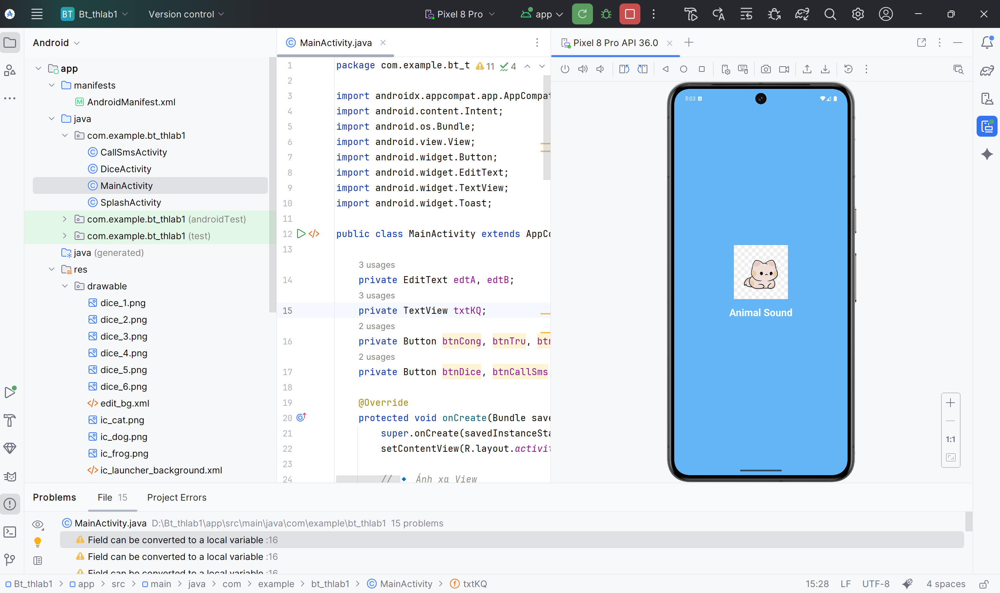 BT Bt_thlab1 Version control Pixel 8 Pro app
Android
app
manifests
AndroidManifest.xml
java
com.example.bt_thlab1
CallSmsActivity
DiceActivity
MainActivity
SplashActivity
com.example.bt_thlab1 (androidTest)
com.example.bt_thlab1 (test)
java (generated)
res
drawable
dice_1.png
dice_2.png
dice_3.png
dice_4.png
dice_5.png
dice_6.png
edit_bg.xml
ic_cat.png
ic_dog.png
ic_frog.png
ic_launcher_background.xml
MainActivity.java
11 4
1 package com.example.bt_t
2
3 import androidx.appcompat.app.AppCompat
4 import android.content.Intent;
5 import android.os.Bundle;
6 import android.view.View;
7 import android.widget.Button;
8 import android.widget.EditText;
9 import android.widget.TextView;
10 import android.widget.Toast;
11
12 public class MainActivity extends AppCo
13
3 usages
14 private EditText edtA, edtB;
3 usages
15 private TextView txtKQ;
2 usages
16 private Button btnCong, btnTru, btn
2 usages
17 private Button btnDice, btnCallSms,
18
19 @Override
20 protected void onCreate(Bundle save
21 super.onCreate(savedInstanceSta
22 setContentView(R.layout.activit
23
24 // Ánh xạ View
Pixel 8 Pro API 36.0
5:03
Animal Sound
1:1
Problems File 15 Project Errors
MainActivity.java D:\Bt_thlab1\app\src\main\java\com\example\bt_thlab1 15 problems
Field can be converted to a local variable :16
Field can be converted to a local variable :16
Field can be converted to a local variable :16
Bt_thlab1 > app > src > main > java > com > example > bt_thlab1 > MainActivity > txtKQ
15:28 LF UTF-8 4 spaces